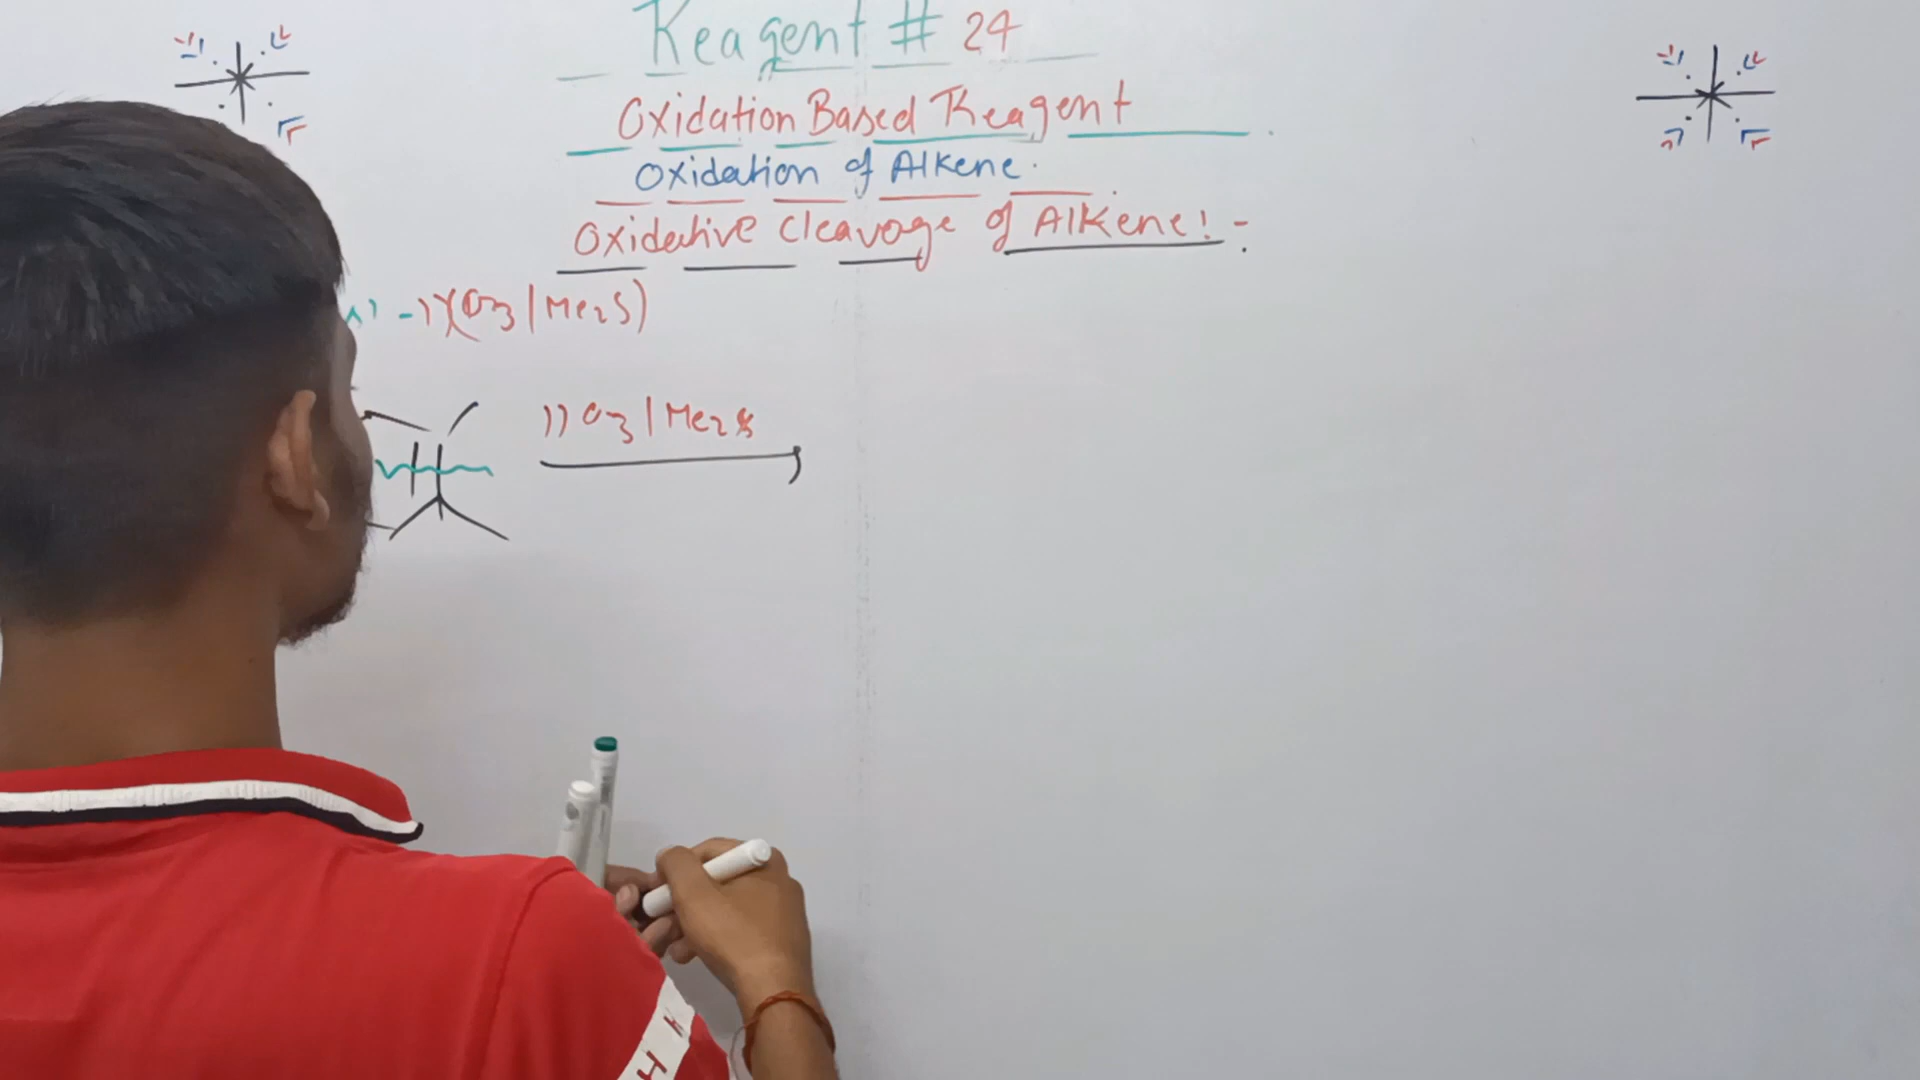 Reagent # 24
Oxidation Based Reagent
Oxidation of Alkene.
Oxidative Cleavage of Alkene! -
-1)(O3 | Me2S)
1) O3 | Me2S
H